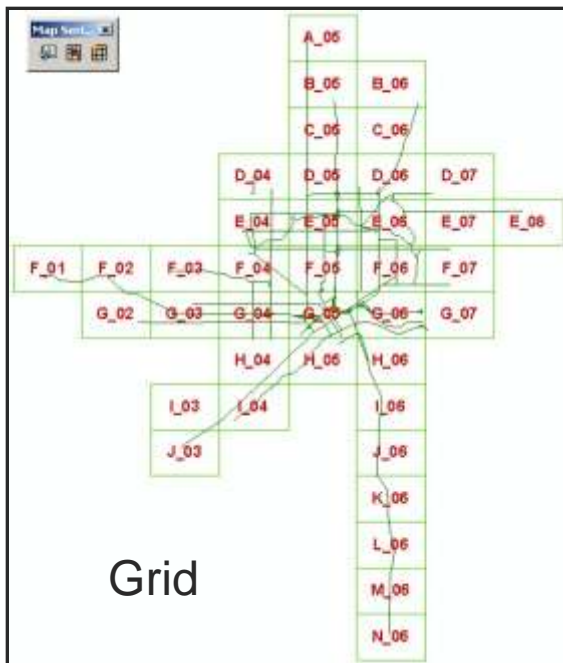 Map Seri...
A_05
B_05 B_06
C_05 C_06
D_04 D_05 D_06 D_07
E_04 E_05 E_06 E_07 E_08
F_01 F_02 F_03 F_04 F_05 F_06 F_07
G_02 G_03 G_04 G_05 G_06 G_07
H_04 H_05 H_06
I_03 I_04 I_06
J_03 J_06
K_06
L_06
M_06
N_06
Grid